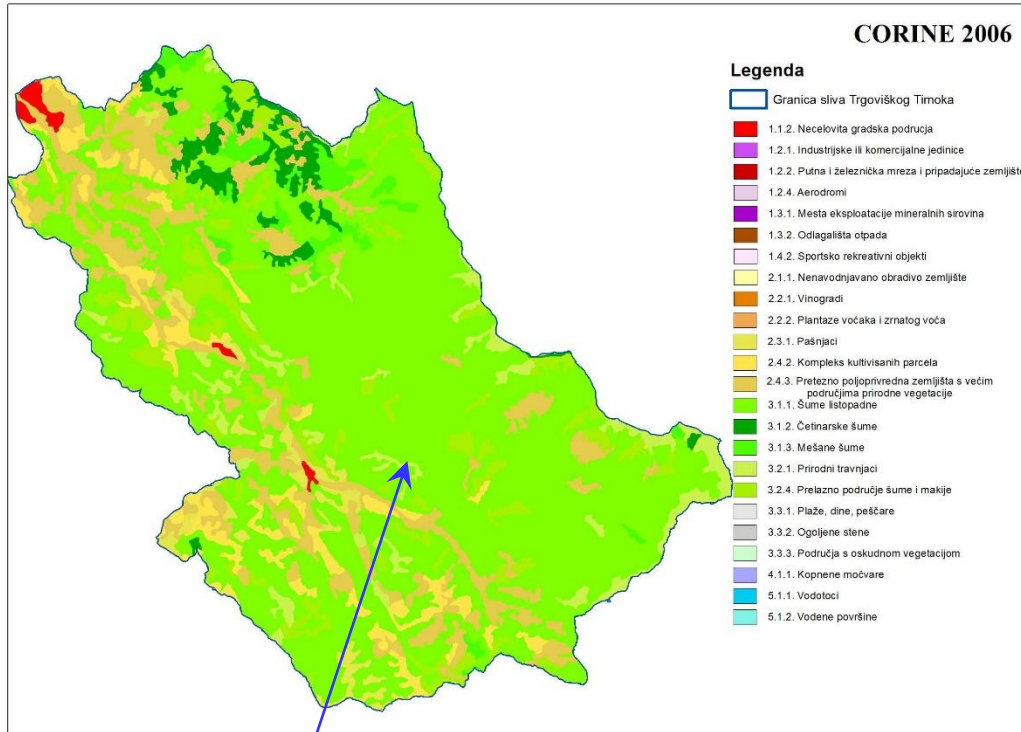 CORINE 2006
Legenda
Granica sliva Trgoviškog Timoka
1.1.2. Necelovita gradska podrucja
1.2.1. Industrijske ili komercijalne jedinice
1.2.2. Putna i železnička mreza i pripadajuće zemljište
1.2.4. Aerodromi
1.3.1. Mesta eksploatacije mineralnih sirovina
1.3.2. Odlagališta otpada
1.4.2. Sportsko rekreativni objekti
2.1.1. Nenavodnjavano obradivo zemljište
2.2.1. Vinogradi
2.2.2. Plantaze voćaka i zrnatog voća
2.3.1. Pašnjaci
2.4.2. Kompleks kultivisanih parcela
2.4.3. Pretezno poljoprivredna zemljišta s većim
područjima prirodne vegetacije
3.1.1. Šume listopadne
3.1.2. Četinarske šume
3.1.3. Mešane šume
3.2.1. Prirodni travnjaci
3.2.4. Prelazno područje šume i makije
3.3.1. Plaže, dine, peščare
3.3.2. Ogoljene stene
3.3.3. Područja s oskudnom vegetacijom
4.1.1. Kopnene močvare
5.1.1. Vodotoci
5.1.2. Vodene površine